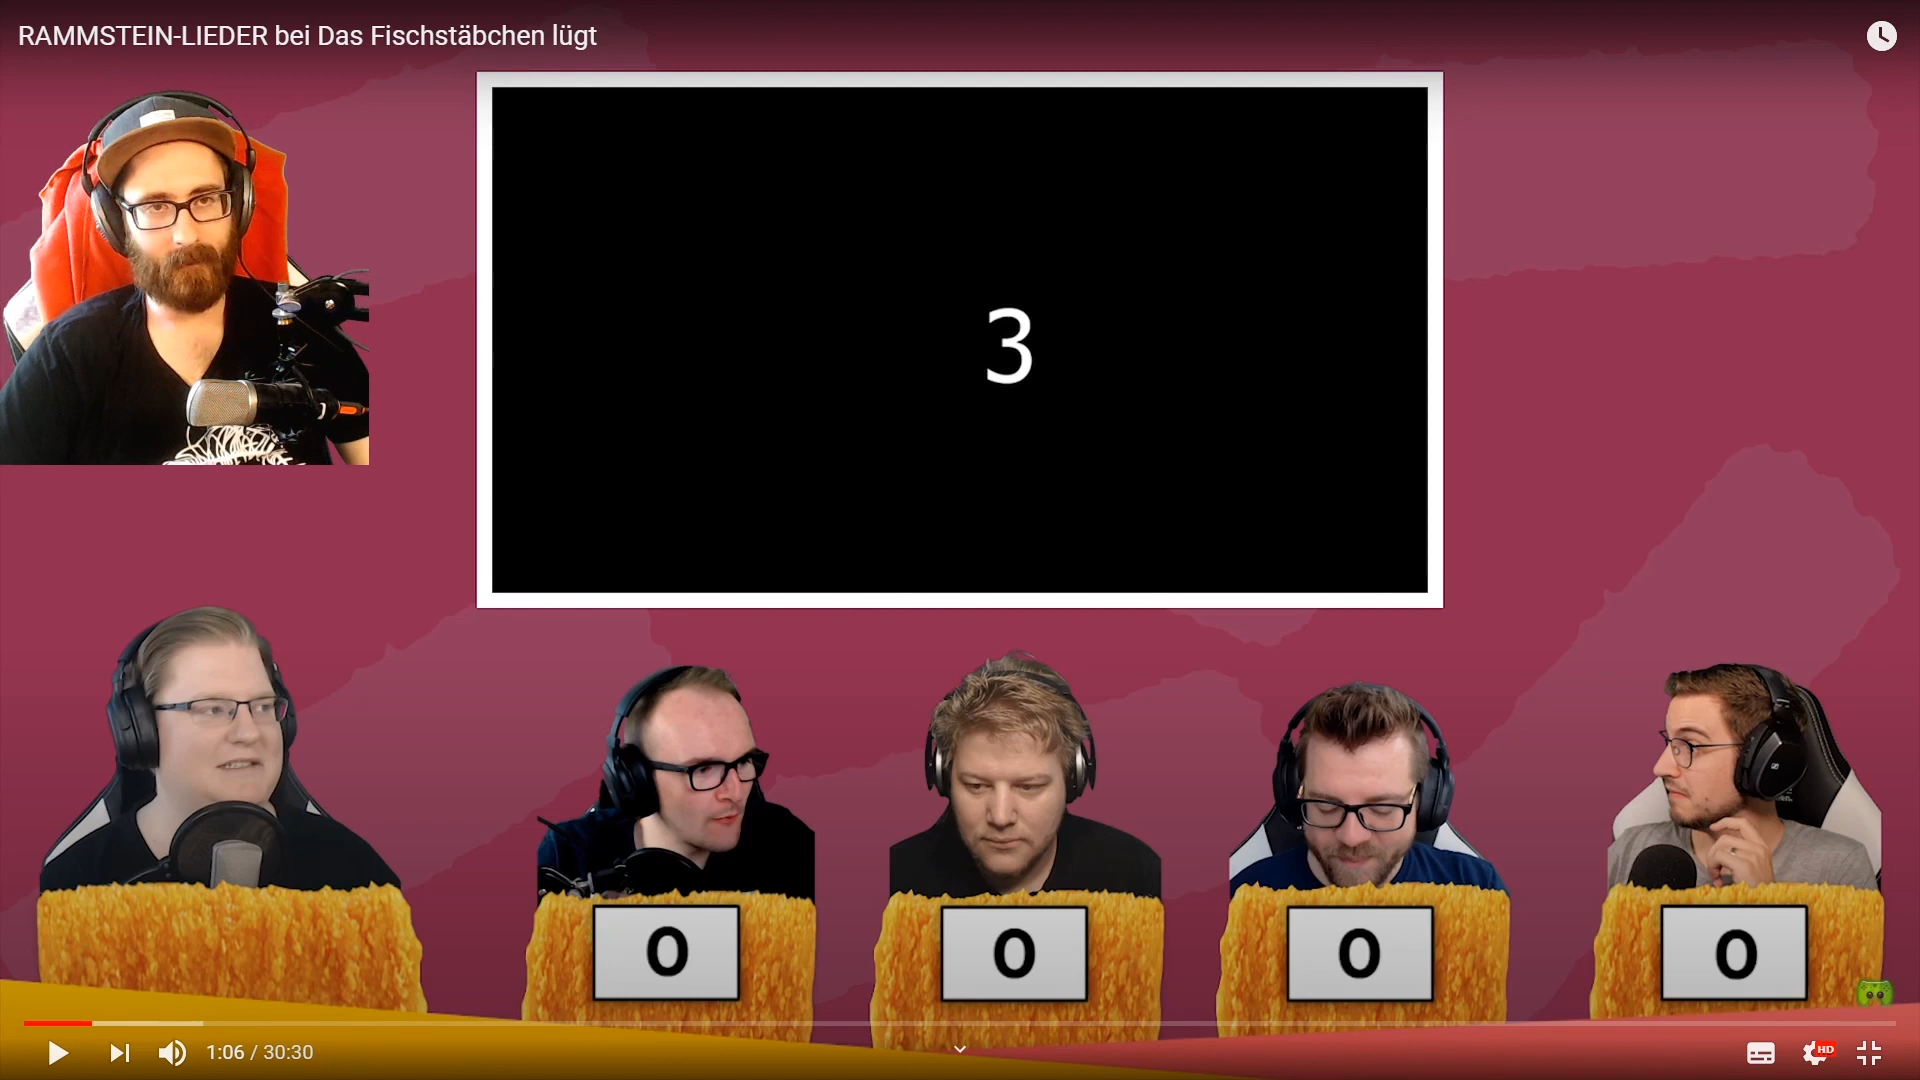 RAMMSTEIN-LIEDER bei Das Fischstäbchen lügt
3
0
0
0
0
1:06 / 30:30
HD